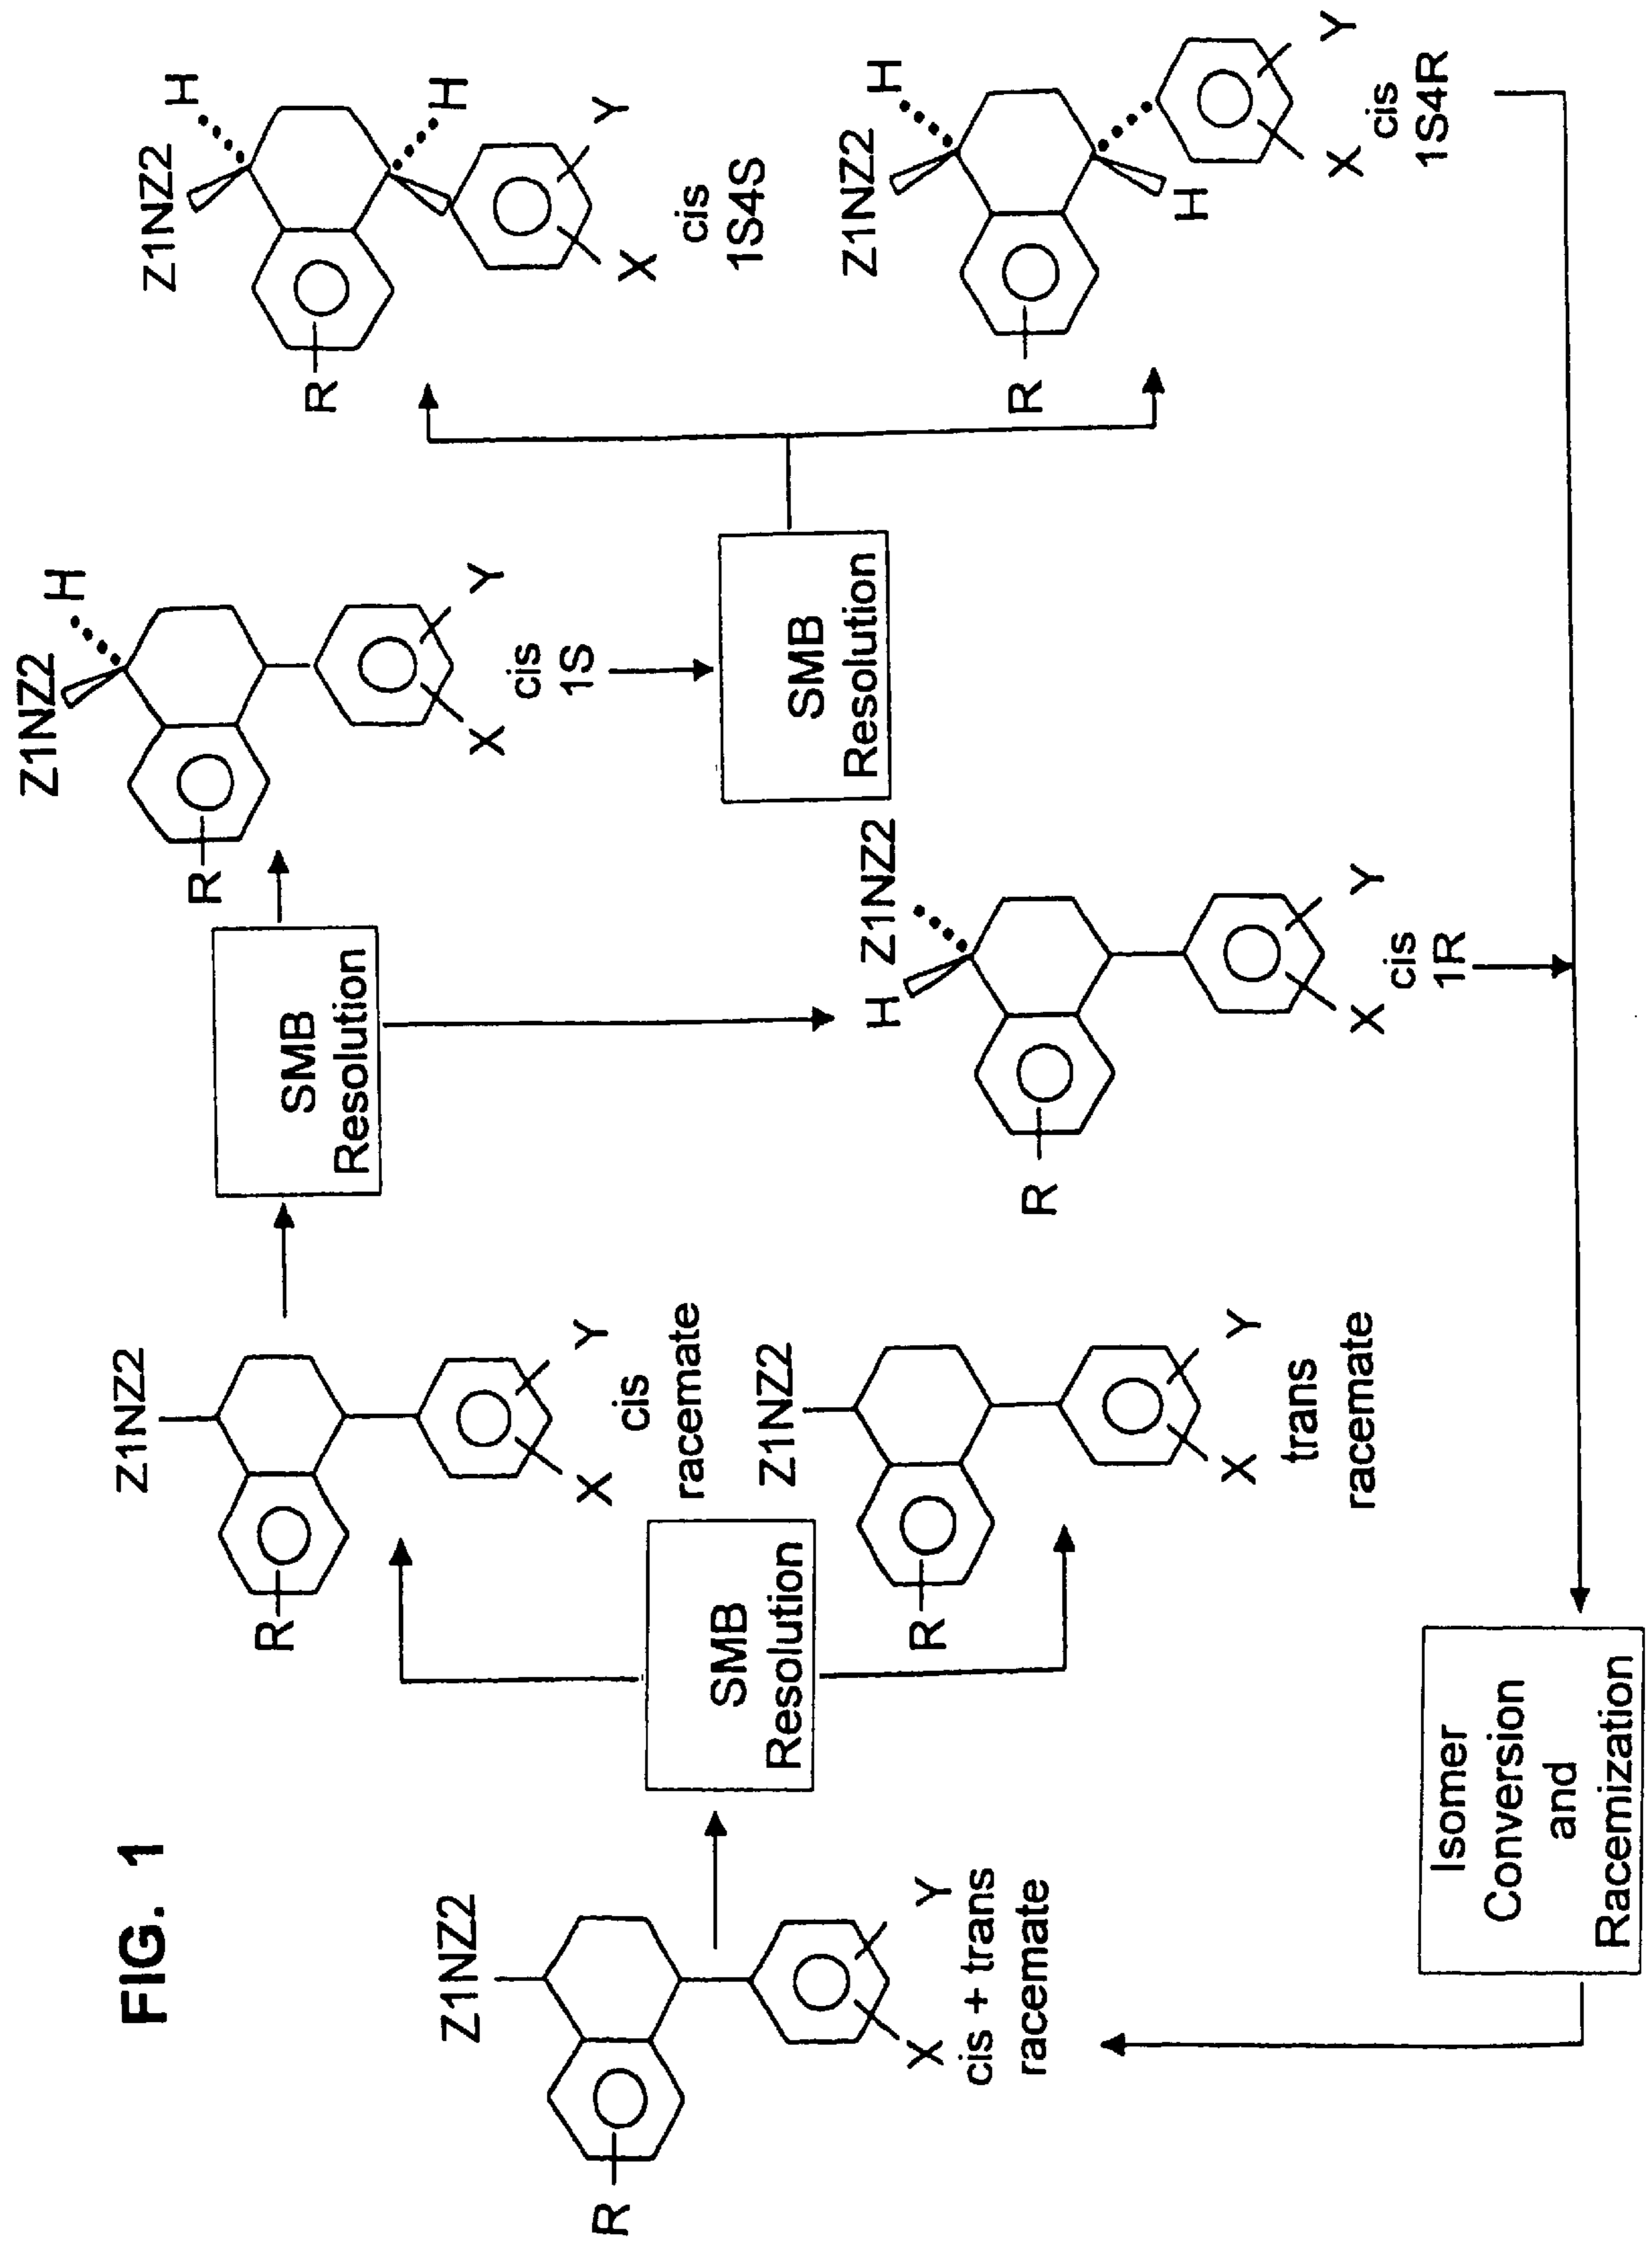 FIG. 1
Z1NZ2
R
X
Y
cis + trans
racemate
SMB
Resolution
Z1NZ2
R
X
Y
cis
racemate
Z1NZ2
R
X
Y
trans
racemate
SMB
Resolution
Z1NZ2
H
R
X
Y
cis
1S
H
Z1NZ2
R
X
Y
cis
1R
SMB
Resolution
Z1NZ2
H
R
H
X
Y
cis
1S4S
Z1NZ2
H
R
H
X
Y
cis
1S4R
Isomer
Conversion
and
Racemization